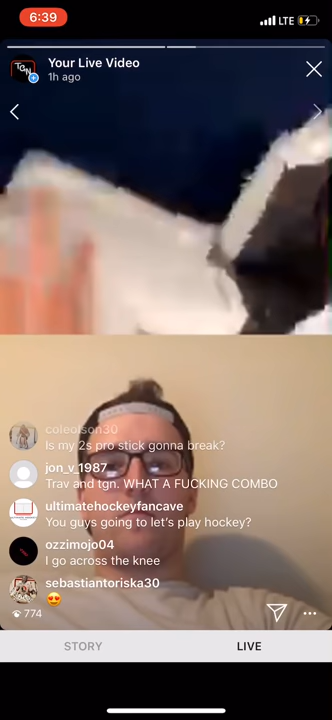 6:39
LTE
TGN
Your Live Video
1h ago
coleolson30
Is my 2s pro stick gonna break?
jon_v_1987
Trav and tgn. WHAT A FUCKING COMBO
ultimatehockeyfancave
You guys going to let's play hockey?
ozzimojo04
I go across the knee
sebastiantoriska30
😍
774
STORY
LIVE